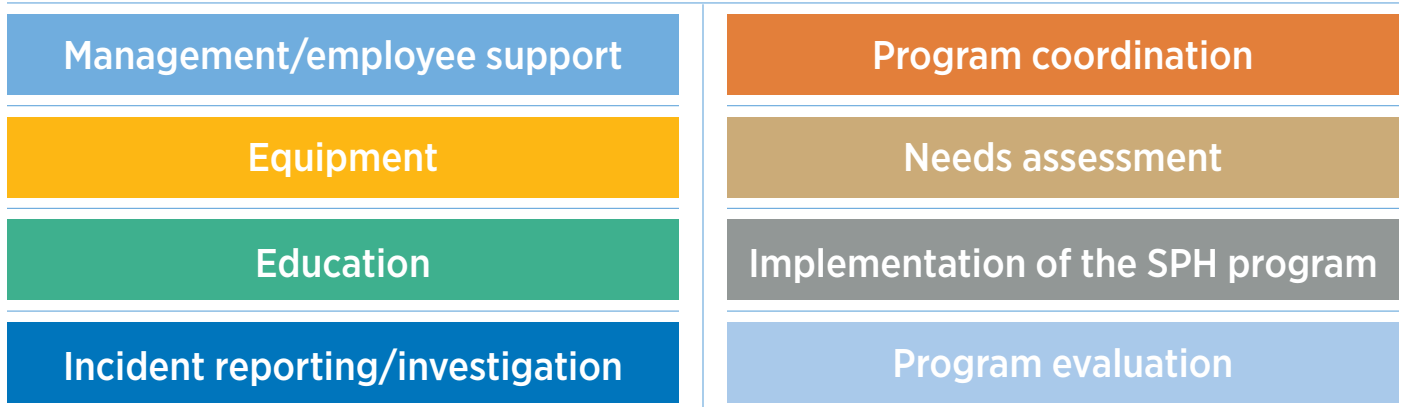 Management/employee support
Program coordination
Equipment
Needs assessment
Education
Implementation of the SPH program
Incident reporting/investigation
Program evaluation